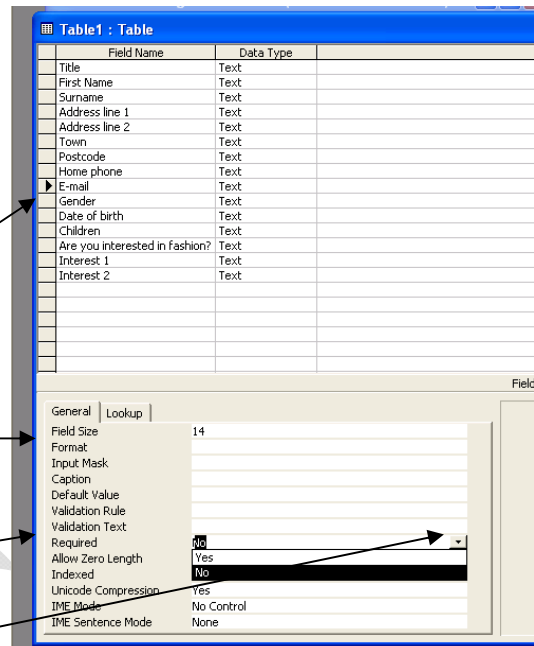 Table1 : Table
Field Name Data Type
Title Text
First Name Text
Surname Text
Address line 1 Text
Address line 2 Text
Town Text
Postcode Text
Home phone Text
E-mail Text
Gender Text
Date of birth Text
Children Text
Are you interested in fashion? Text
Interest 1 Text
Interest 2 Text
Field
General Lookup
Field Size 14
Format
Input Mask
Caption
Default Value
Validation Rule
Validation Text
Required No
Allow Zero Length Yes
Indexed No
Unicode Compression Yes
IME Mode No Control
IME Sentence Mode None